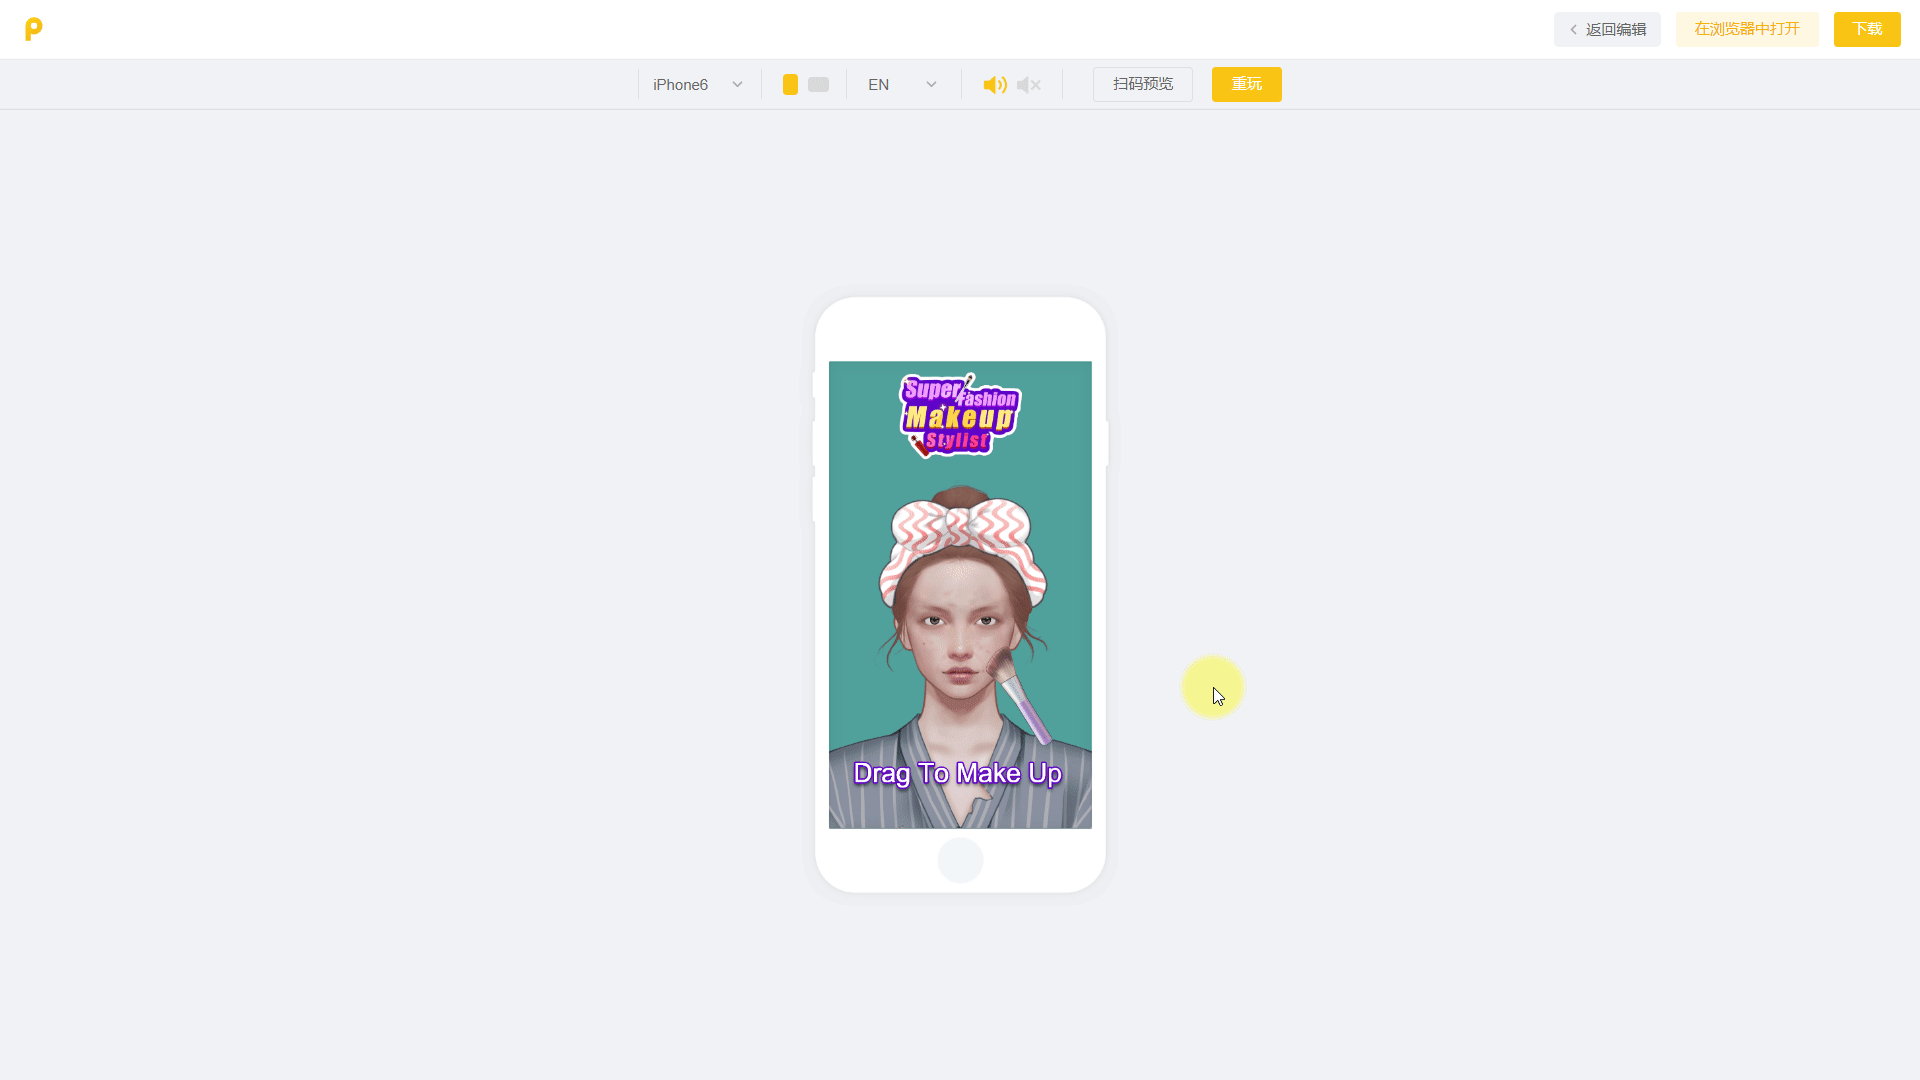 返回编辑
在浏览器中打开
下载
iPhone6
EN
扫码预览
重玩
Super
Fashion
Makeup
Stylist
Drag To Make Up